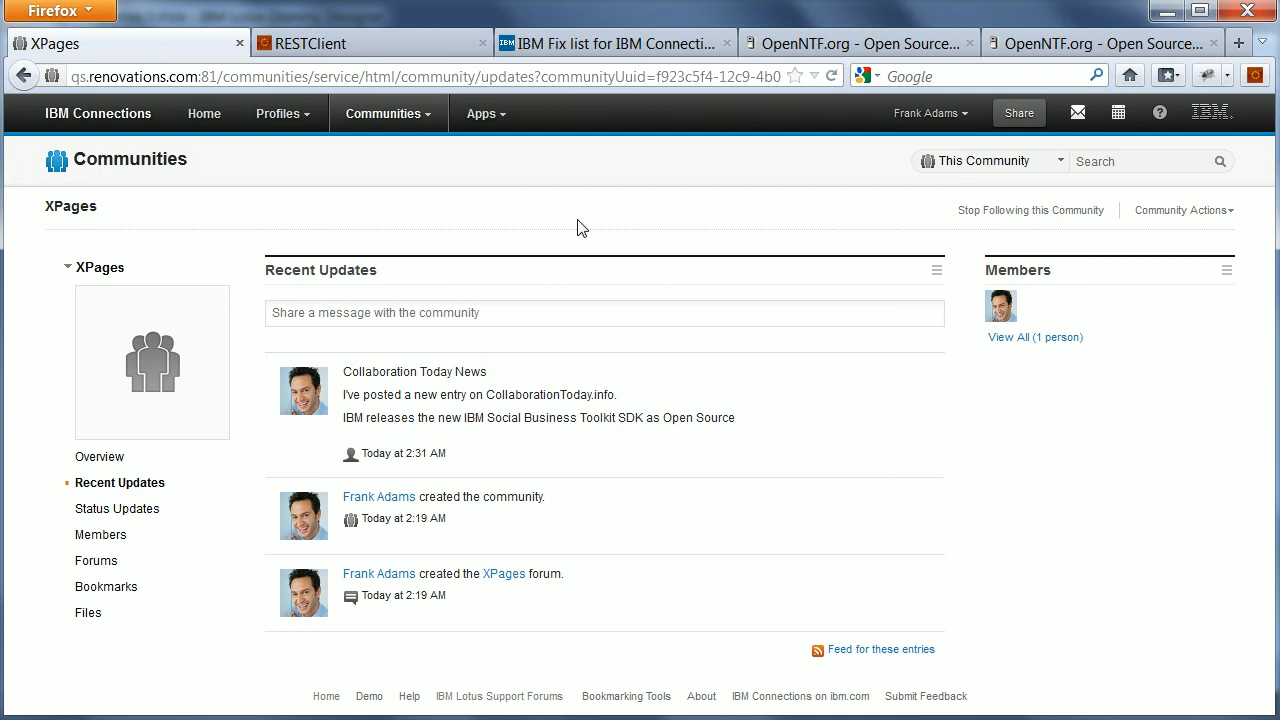 Firefox
XPages
RESTClient
IBM Fix list for IBM Connecti...
OpenNTF.org - Open Source...
OpenNTF.org - Open Source...
qs.renovations.com:81/communities/service/html/community/updates?communityUuid=f923c5f4-12c9-4b0
Google
IBM Connections
Home
Profiles
Communities
Apps
Frank Adams
Share
IBM
Communities
This Community
Search
XPages
Stop Following this Community
Community Actions
XPages
Recent Updates
Members
Share a message with the community
View All (1 person)
Collaboration Today News
I've posted a new entry on CollaborationToday.info.
IBM releases the new IBM Social Business Toolkit SDK as Open Source
Today at 2:31 AM
Overview
Recent Updates
Status Updates
Members
Forums
Bookmarks
Files
Frank Adams created the community.
Today at 2:19 AM
Frank Adams created the XPages forum.
Today at 2:19 AM
Feed for these entries
Home
Demo
Help
IBM Lotus Support Forums
Bookmarking Tools
About
IBM Connections on ibm.com
Submit Feedback